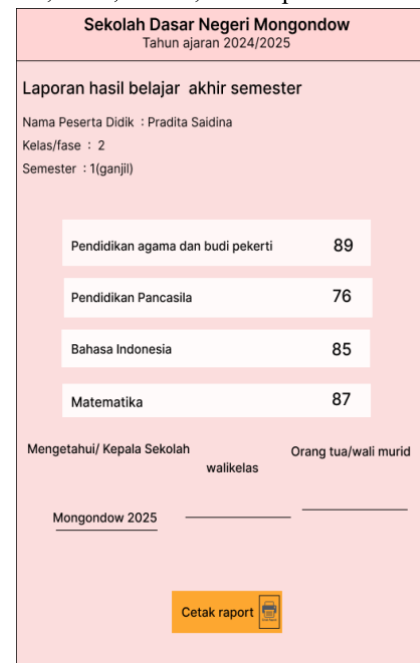 Sekolah Dasar Negeri Mongondow
Tahun ajaran 2024/2025
Laporan hasil belajar akhir semester
Nama Peserta Didik : Pradita Saidina
Kelas/fase : 2
Semester : 1(ganjil)
Pendidikan agama dan budi pekerti 89
Pendidikan Pancasila 76
Bahasa Indonesia 85
Matematika 87
Mengetahui/ Kepala Sekolah
walikelas
Orang tua/wali murid
Mongondow 2025
Cetak raport